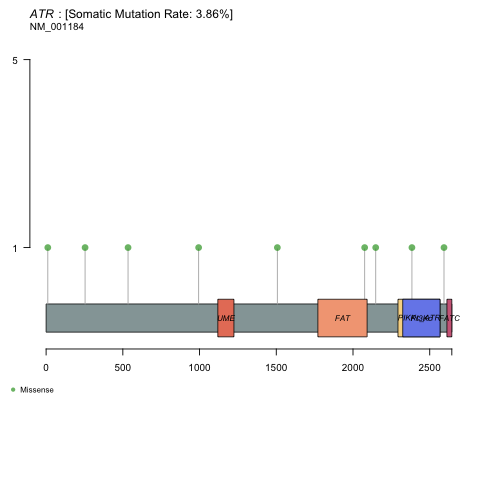 ATR : [Somatic Mutation Rate: 3.86%]
NM_001184
5
1
UME
FAT
FATC
0
500
1000
1500
2000
2500
Missense